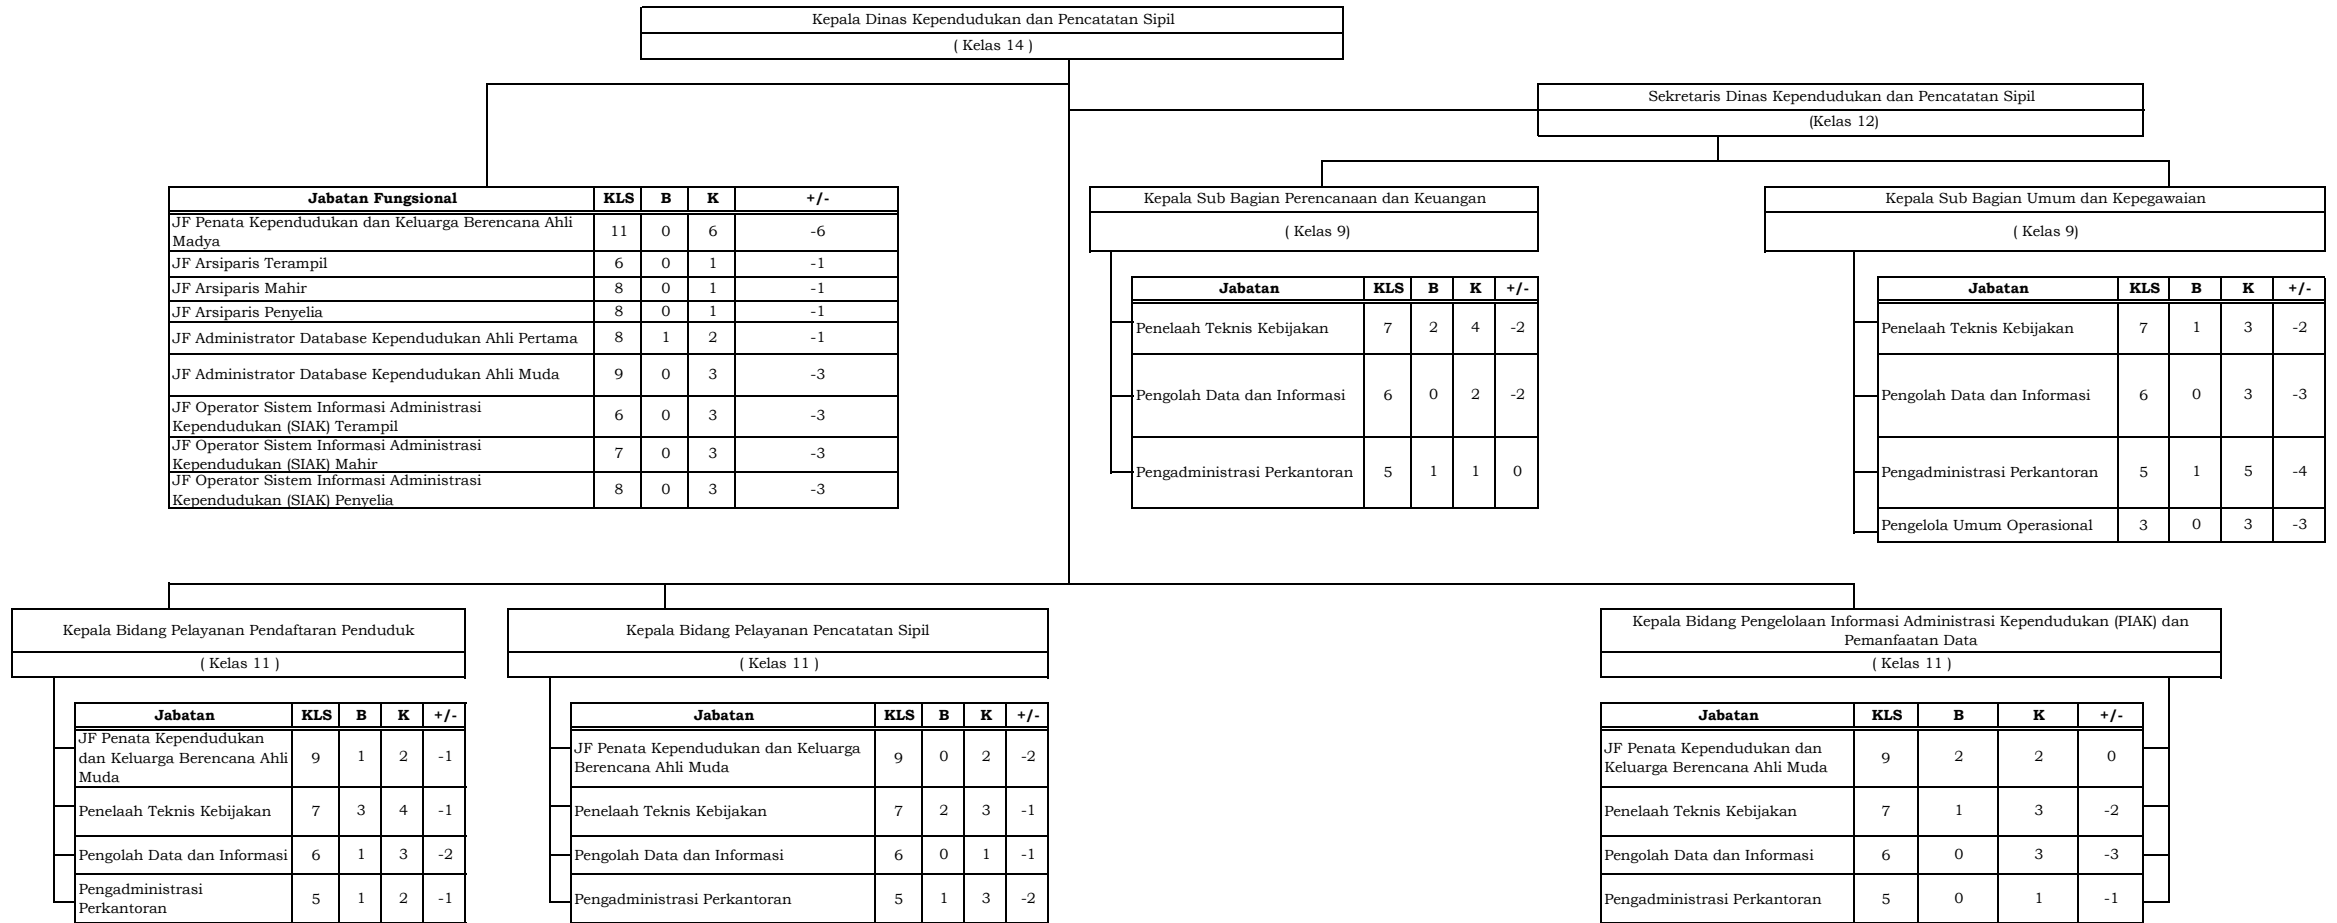 Kepala Dinas Kependudukan dan Pencatatan Sipil
( Kelas 14 )
Sekretaris Dinas Kependudukan dan Pencatatan Sipil
(Kelas 12)
Jabatan Fungsional KLS B K +/-
JF Penata Kependudukan dan Keluarga Berencana Ahli
Madya 11 0 6 -6
JF Arsiparis Terampil 6 0 1 -1
JF Arsiparis Mahir 8 0 1 -1
JF Arsiparis Penyelia 8 0 1 -1
JF Administrator Database Kependudukan Ahli Pertama 8 1 2 -1
JF Administrator Database Kependudukan Ahli Muda 9 0 3 -3
JF Operator Sistem Informasi Administrasi
Kependudukan (SIAK) Terampil 6 0 3 -3
JF Operator Sistem Informasi Administrasi
Kependudukan (SIAK) Mahir 7 0 3 -3
JF Operator Sistem Informasi Administrasi
Kependudukan (SIAK) Penyelia 8 0 3 -3
Kepala Sub Bagian Perencanaan dan Keuangan
( Kelas 9)
Jabatan KLS B K +/-
Penelaah Teknis Kebijakan 7 2 4 -2
Pengolah Data dan Informasi 6 0 2 -2
Pengadministrasi Perkantoran 5 1 1 0
Kepala Sub Bagian Umum dan Kepegawaian
( Kelas 9)
Jabatan KLS B K +/-
Penelaah Teknis Kebijakan 7 1 3 -2
Pengolah Data dan Informasi 6 0 3 -3
Pengadministrasi Perkantoran 5 1 5 -4
Pengelola Umum Operasional 3 0 3 -3
Kepala Bidang Pelayanan Pendaftaran Penduduk
( Kelas 11 )
Jabatan KLS B K +/-
JF Penata Kependudukan
dan Keluarga Berencana Ahli
Muda 9 1 2 -1
Penelaah Teknis Kebijakan 7 3 4 -1
Pengolah Data dan Informasi 6 1 3 -2
Pengadministrasi
Perkantoran 5 1 2 -1
Kepala Bidang Pelayanan Pencatatan Sipil
( Kelas 11 )
Jabatan KLS B K +/-
JF Penata Kependudukan dan Keluarga
Berencana Ahli Muda 9 0 2 -2
Penelaah Teknis Kebijakan 7 2 3 -1
Pengolah Data dan Informasi 6 0 1 -1
Pengadministrasi Perkantoran 5 1 3 -2
Kepala Bidang Pengelolaan Informasi Administrasi Kependudukan (PIAK) dan
Pemanfaatan Data
( Kelas 11 )
Jabatan KLS B K +/-
JF Penata Kependudukan dan
Keluarga Berencana Ahli Muda 9 2 2 0
Penelaah Teknis Kebijakan 7 1 3 -2
Pengolah Data dan Informasi 6 0 3 -3
Pengadministrasi Perkantoran 5 0 1 -1